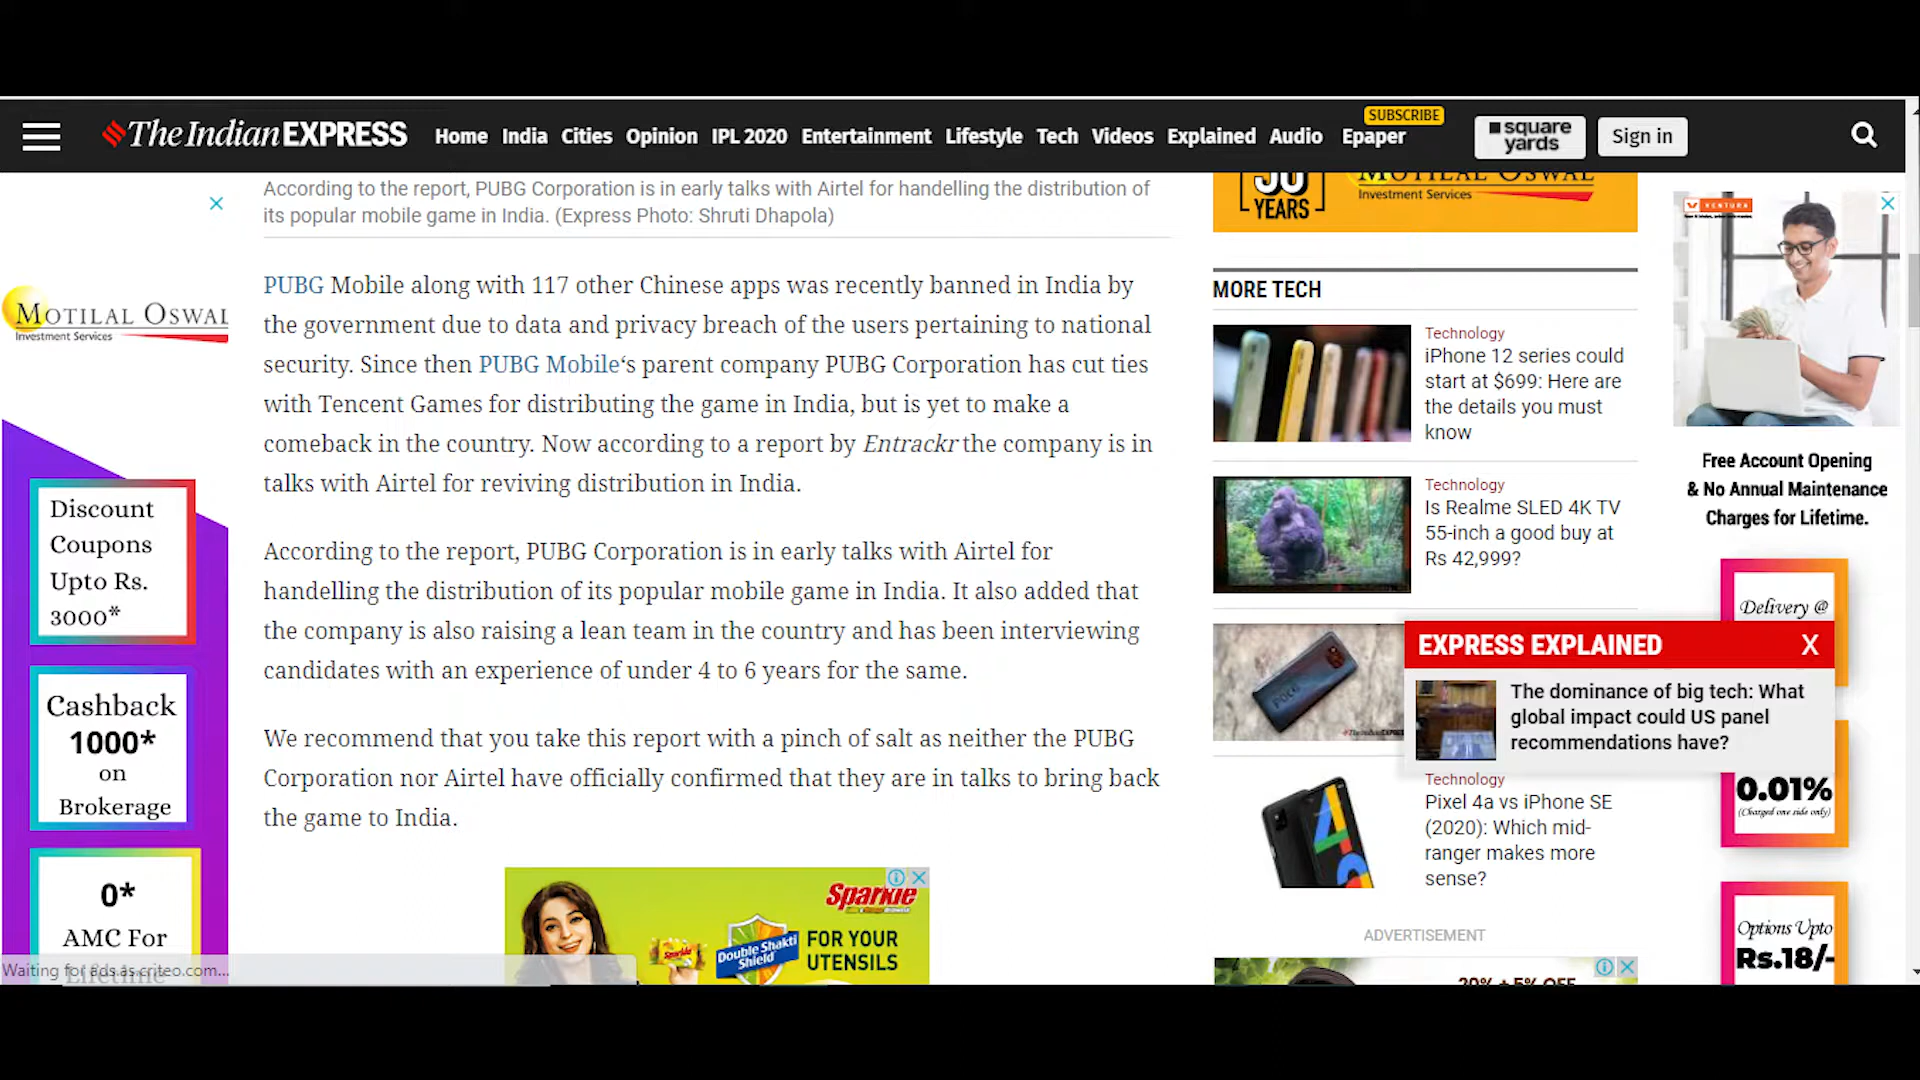 The Indian EXPRESS
Home India Cities Opinion IPL 2020 Entertainment Lifestyle Tech Videos Explained Audio Epaper
SUBSCRIBE
square
yards
Sign in
According to the report, PUBG Corporation is in early talks with Airtel for handelling the distribution of
its popular mobile game in India. (Express Photo: Shruti Dhapola)
PUBG Mobile along with 117 other Chinese apps was recently banned in India by
the government due to data and privacy breach of the users pertaining to national
security. Since then PUBG Mobile‘s parent company PUBG Corporation has cut ties
with Tencent Games for distributing the game in India, but is yet to make a
comeback in the country. Now according to a report by Entrackr the company is in
talks with Airtel for reviving distribution in India.
According to the report, PUBG Corporation is in early talks with Airtel for
handelling the distribution of its popular mobile game in India. It also added that
the company is also raising a lean team in the country and has been interviewing
candidates with an experience of under 4 to 6 years for the same.
We recommend that you take this report with a pinch of salt as neither the PUBG
Corporation nor Airtel have officially confirmed that they are in talks to bring back
the game to India.
MOTILAL OSWAL
Investment Services
Discount
Coupons
Upto Rs.
3000*
Cashback
1000*
on
Brokerage
0*
AMC For
Lifetime
Waiting for ads.as.criteo.com...
Sparkle
Double Shakti
Shield
FOR YOUR
UTENSILS
YEARS
MOTILAL OSWAL
Investment Services
MORE TECH
Technology
iPhone 12 series could
start at $699: Here are
the details you must
know
Technology
Is Realme SLED 4K TV
55-inch a good buy at
Rs 42,999?
POCO
EXPRESS EXPLAINED
X
The dominance of big tech: What
global impact could US panel
recommendations have?
Technology
Pixel 4a vs iPhone SE
(2020): Which mid-
ranger makes more
sense?
ADVERTISEMENT
20% + 5% OFF
VENTURA
Free Account Opening
& No Annual Maintenance
Charges for Lifetime.
Delivery @
0.01%
(Charged one side only)
Options Upto
Rs.18/-